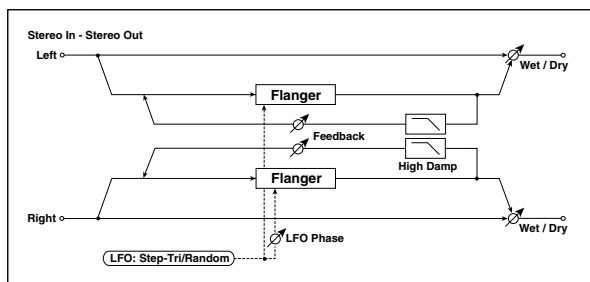 Stereo In - Stereo Out
Left
Wet / Dry
Flanger
Feedback
High Damp
Flanger
Right
Wet / Dry
LFO Phase
LFO: Step-Tri/Random